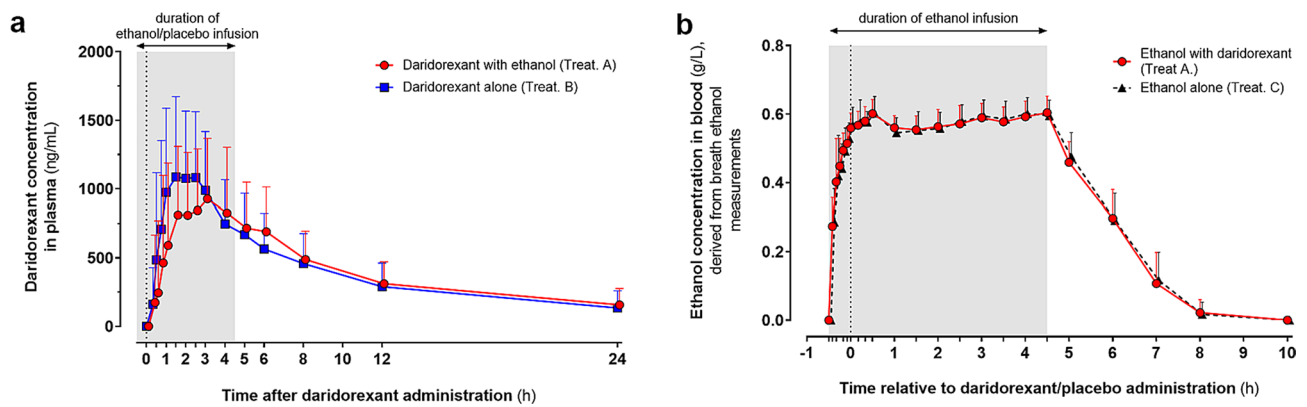 a
duration of
ethanol/placebo infusion
Daridorexant concentration
in plasma (ng/mL)
2000
1500
1000
500
0
Daridorexant with ethanol (Treat. A)
Daridorexant alone (Treat. B)
0 1 2 3 4 5 6 8 10 12 24
Time after daridorexant administration (h)
b
duration of ethanol infusion
Ethanol concentration in blood (g/L),
derived from breath ethanol
measurements
0.8
0.6
0.4
0.2
0.0
Ethanol with daridorexant
(Treat A.)
Ethanol alone (Treat. C)
-1 0 1 2 3 4 5 6 7 8 9 10
Time relative to daridorexant/placebo administration (h)